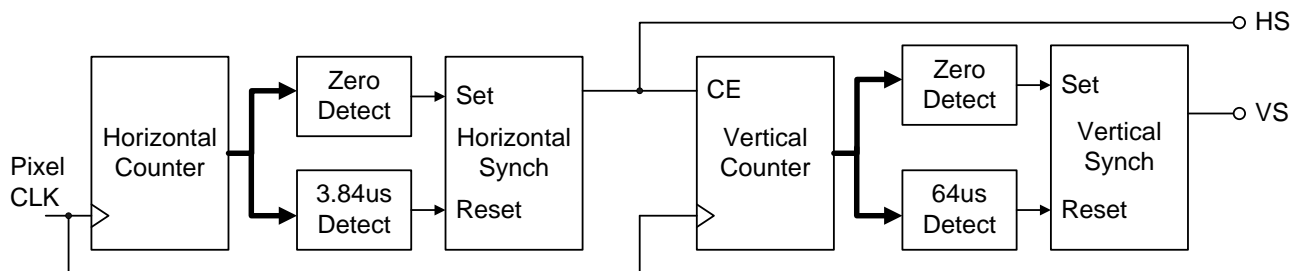 Pixel
CLK
Horizontal
Counter
Zero
Detect
3.84us
Detect
Set
Horizontal
Synch
Reset
CE
Vertical
Counter
Zero
Detect
64us
Detect
Set
Vertical
Synch
Reset
HS
VS